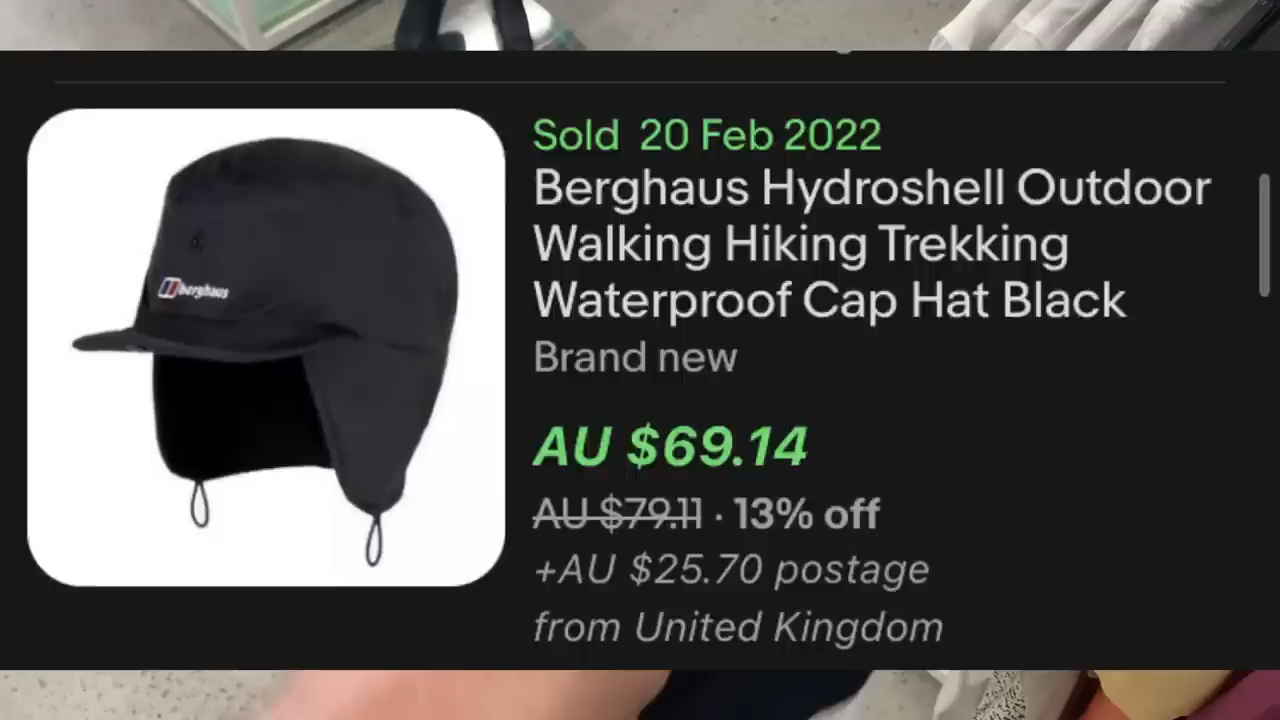 Sold 20 Feb 2022
Berghaus Hydroshell Outdoor
Walking Hiking Trekking
Waterproof Cap Hat Black
Brand new
AU $69.14
AU $79.11 · 13% off
+AU $25.70 postage
from United Kingdom
berghaus